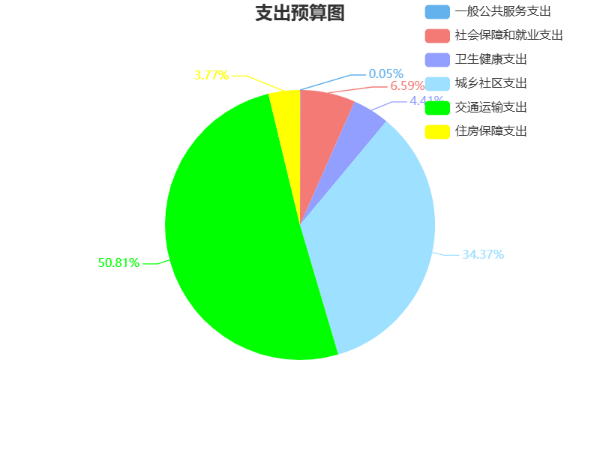 支出预算图
一般公共服务支出
社会保障和就业支出
卫生健康支出
城乡社区支出
交通运输支出
住房保障支出
3.77%
0.05%
6.59%
4.41%
34.37%
50.81%